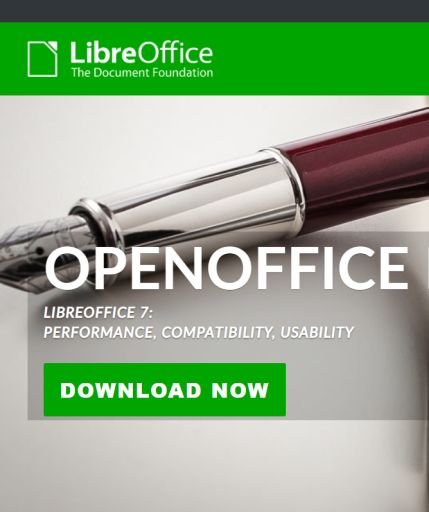 LibreOffice
The Document Foundation
OPENOFFICE
LIBREOFFICE 7:
PERFORMANCE, COMPATIBILITY, USABILITY
DOWNLOAD NOW